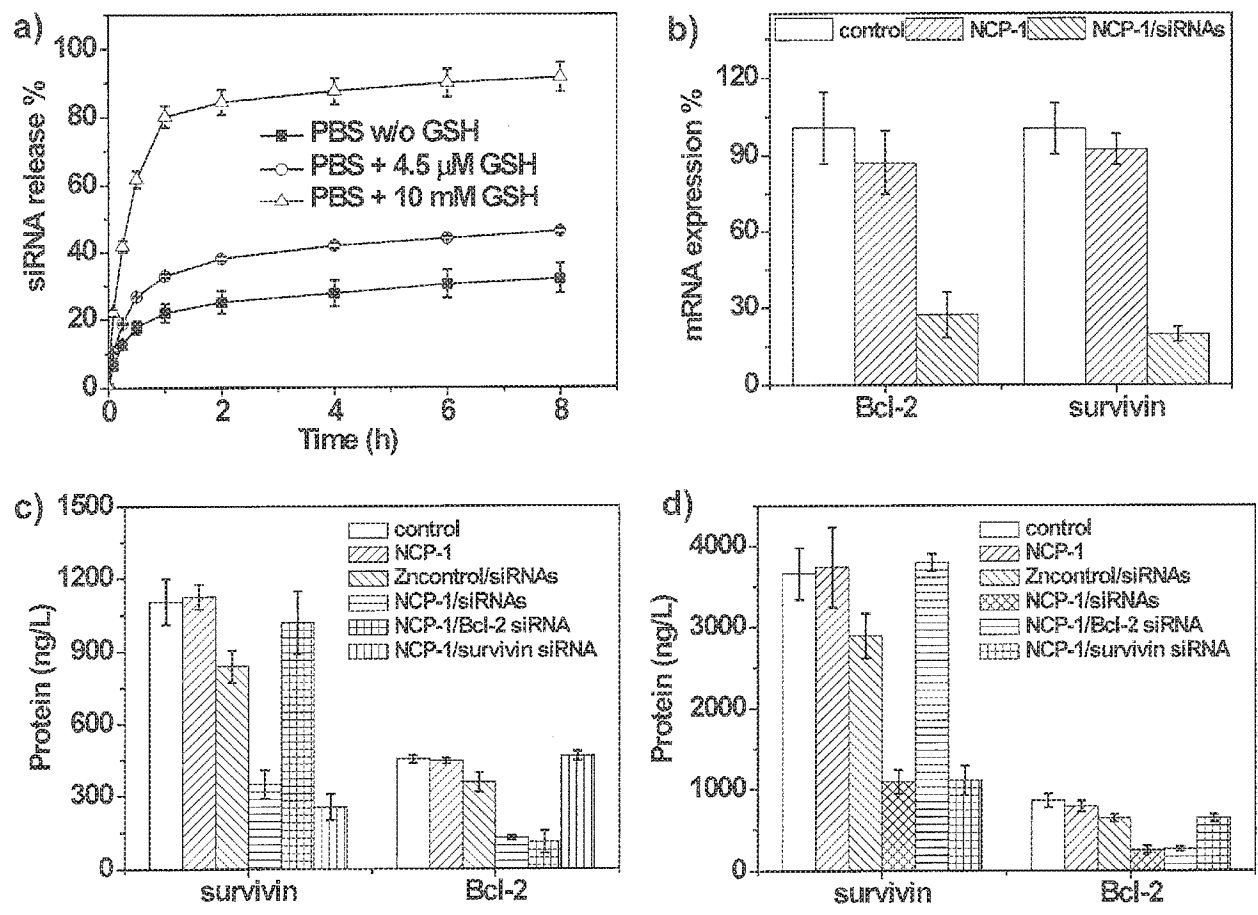 a)
siRNA release %
100
80
60
40
20
0
PBS w/o GSH
PBS + 4.5 μM GSH
PBS + 10 mM GSH
0 2 4 6 8
Time (h)
b)
control NCP-1 NCP-1/siRNAs
mRNA expression %
120
90
60
30
0
Bcl-2 survivin
c)
Protein (ng/L)
1500
1200
900
600
300
0
control
NCP-1
Zncontrol/siRNAs
NCP-1/siRNAs
NCP-1/Bcl-2 siRNA
NCP-1/survivin siRNA
survivin Bcl-2
d)
Protein (ng/L)
4000
3000
2000
1000
0
control
NCP-1
Zncontrol/siRNAs
NCP-1/siRNAs
NCP-1/Bcl-2 siRNA
NCP-1/survivin siRNA
survivin Bcl-2